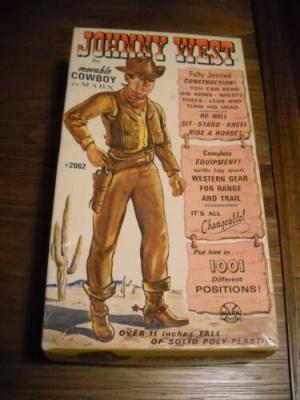 JOHNNY WEST
the
movable
COWBOY
BY MARX
#2062
Fully Jointed
CONSTRUCTION!
YOU CAN BEND
HIS ARMS - WRISTS
KNEES - LEGS AND
TURN HIS HEAD
HE WILL
SIT - STAND - KNEEL
RIDE A HORSE!
Complete
EQUIPMENT!
with his own
WESTERN GEAR
FOR RANGE
AND TRAIL
IT'S ALL
Changeable!
Put him in...
1001
Different
POSITIONS!
MARX
OVER 11 inches TALL
OF SOLID POLY-PLASTIC